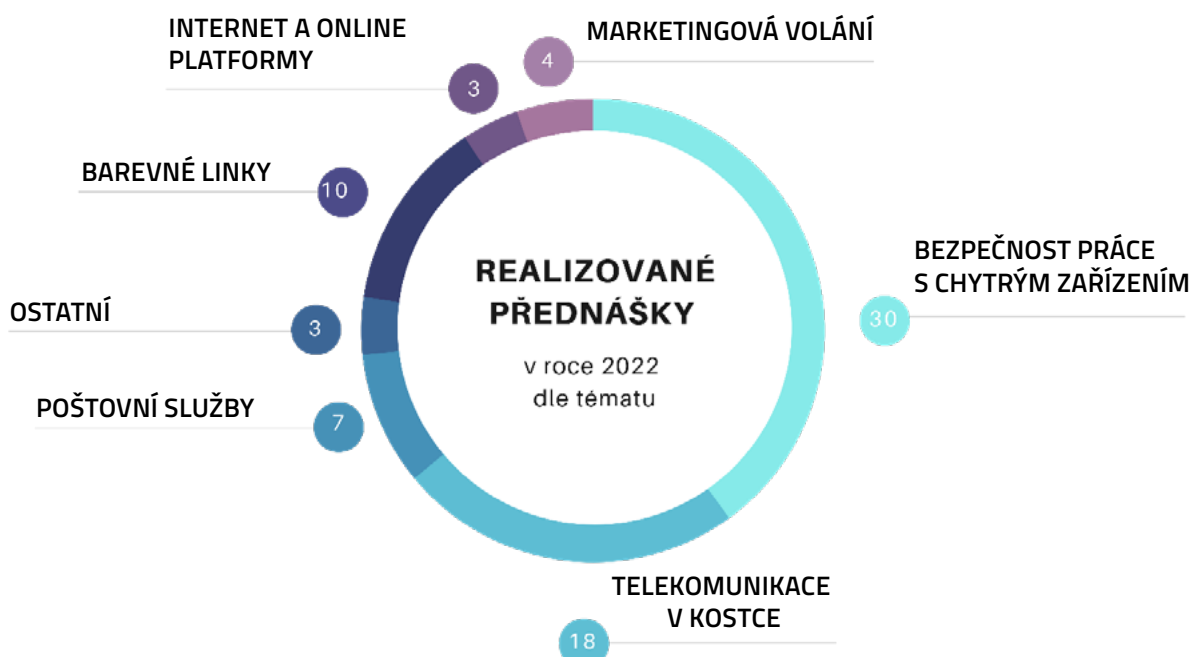 INTERNET A ONLINE
PLATFORMY
3
MARKETINGOVÁ VOLÁNÍ
4
BAREVNÉ LINKY
10
BEZPEČNOST PRÁCE
S CHYTRÝM ZAŘÍZENÍM
30
REALIZOVANÉ
PŘEDNÁŠKY
v roce 2022
dle tématu
OSTATNÍ
3
POŠTOVNÍ SLUŽBY
7
TELEKOMUNIKACE
V KOSTCE
18